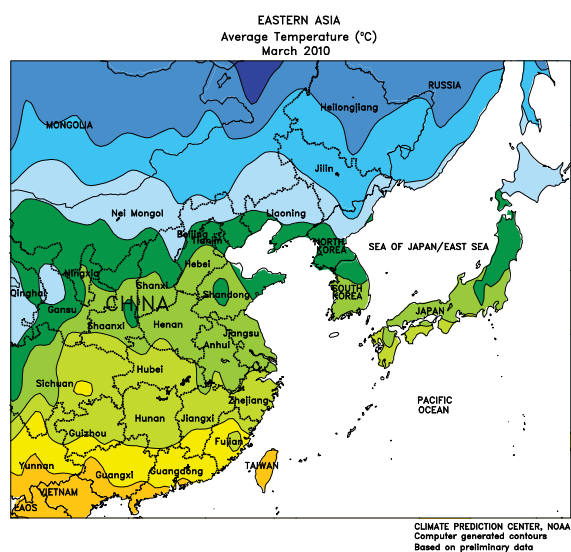 EASTERN ASIA
Average Temperature (°C)
March 2010
RUSSIA
Heilongjiang
MONGOLIA
Jilin
Nei Mongol
Liaoning
Beijing
Tianjin
NORTH
KOREA
SEA OF JAPAN/EAST SEA
Hebei
Ningxia
Qinghai
Shanxi
Shandong
SOUTH
KOREA
Gansu
CHINA
JAPAN
Shaanxi
Henan
Jiangsu
Anhui
Hubei
Sichuan
Zhejiang
PACIFIC
OCEAN
Hunan
Jiangxi
Guizhou
Fujian
Yunnan
Guangxi
Guangdong
TAIWAN
VIETNAM
LAOS
CLIMATE PREDICTION CENTER, NOAA
Computer generated contours
Based on preliminary data